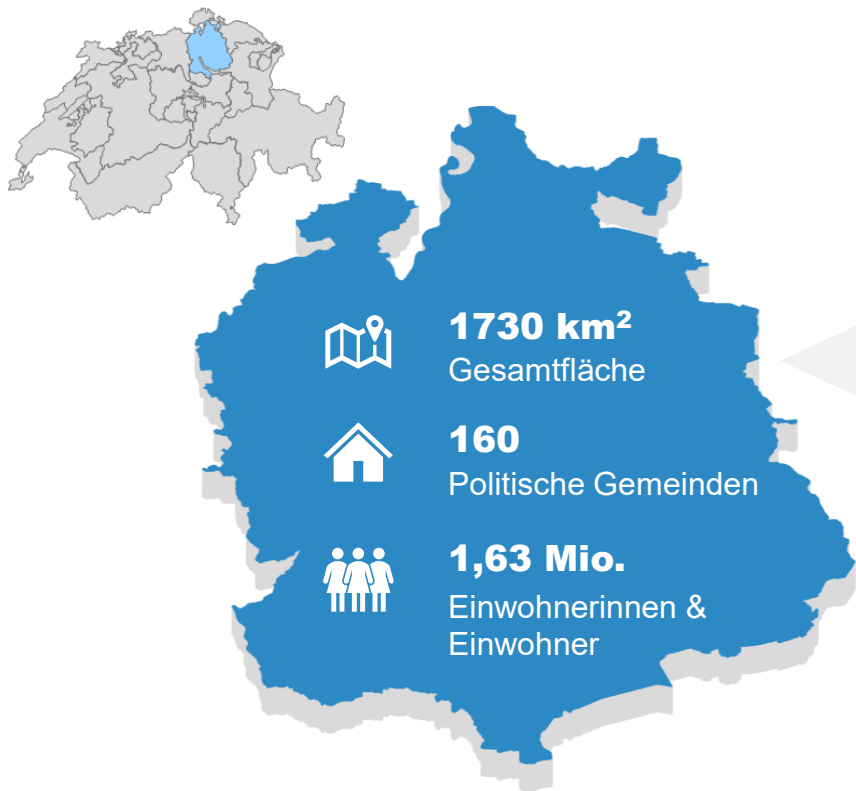 1730 km²
Gesamtfläche
160
Politische Gemeinden
1,63 Mio.
Einwohnerinnen &
Einwohner